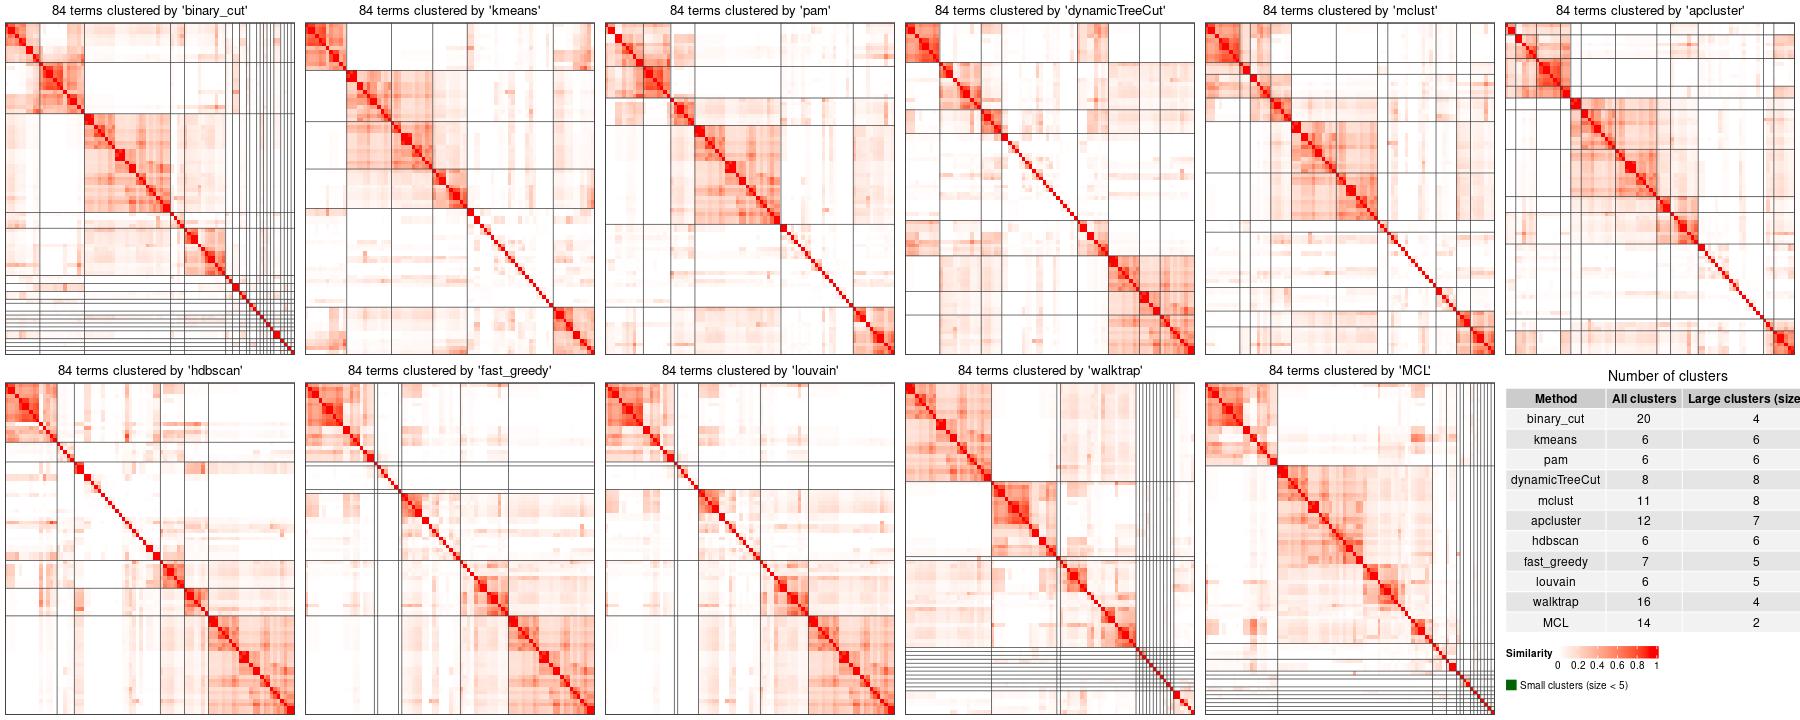 84 terms clustered by 'binary_cut'
84 terms clustered by 'kmeans'
84 terms clustered by 'pam'
84 terms clustered by 'dynamicTreeCut'
84 terms clustered by 'mclust'
84 terms clustered by 'apcluster'
84 terms clustered by 'hdbscan'
84 terms clustered by 'fast_greedy'
84 terms clustered by 'louvain'
84 terms clustered by 'walktrap'
84 terms clustered by 'MCL'
Number of clusters
Method All clusters Large clusters (size
binary_cut 20 4
kmeans 6 6
pam 6 6
dynamicTreeCut 8 8
mclust 11 8
apcluster 12 7
hdbscan 6 6
fast_greedy 7 5
louvain 6 5
walktrap 16 4
MCL 14 2
Similarity
0 0.2 0.4 0.6 0.8 1
Small clusters (size < 5)